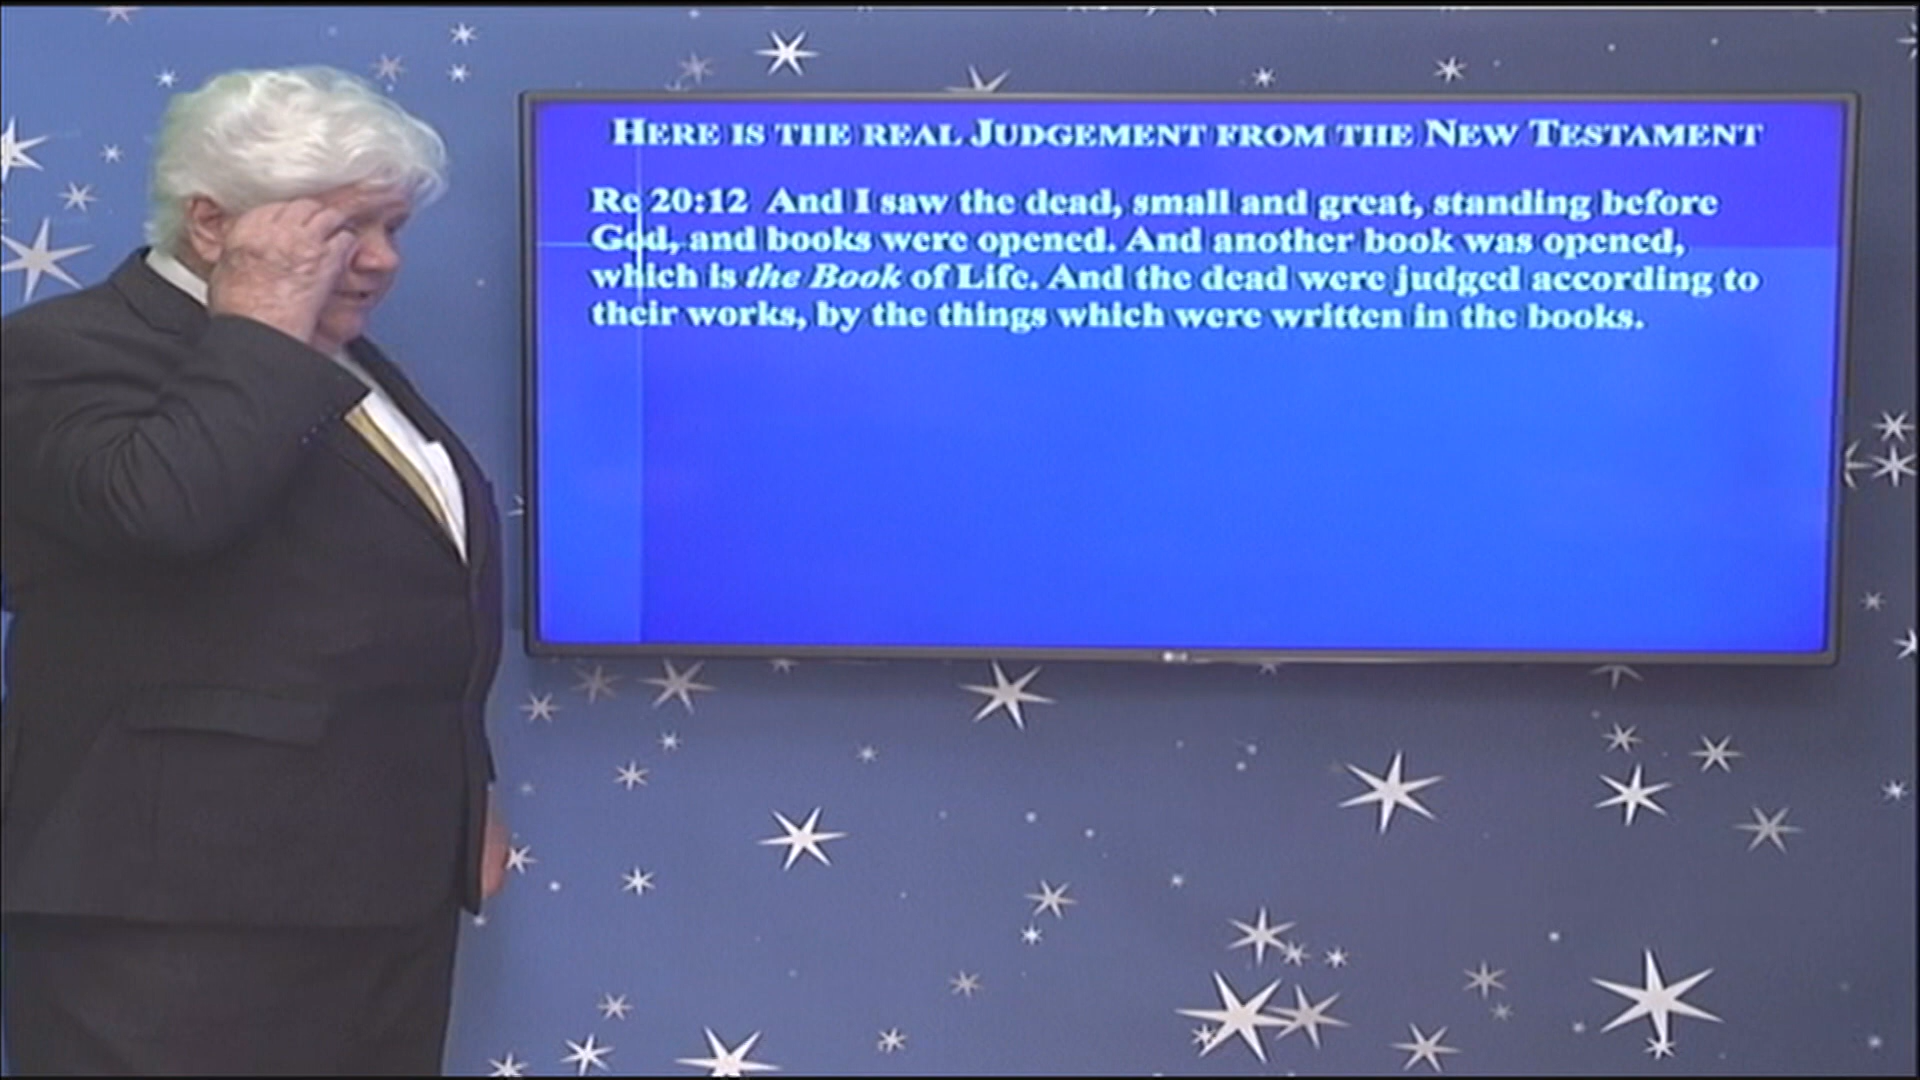 HERE IS THE REAL JUDGEMENT FROM THE NEW TESTAMENT
Re 20:12 And I saw the dead, small and great, standing before
God, and books were opened. And another book was opened,
which is the Book of Life. And the dead were judged according to
their works, by the things which were written in the books.